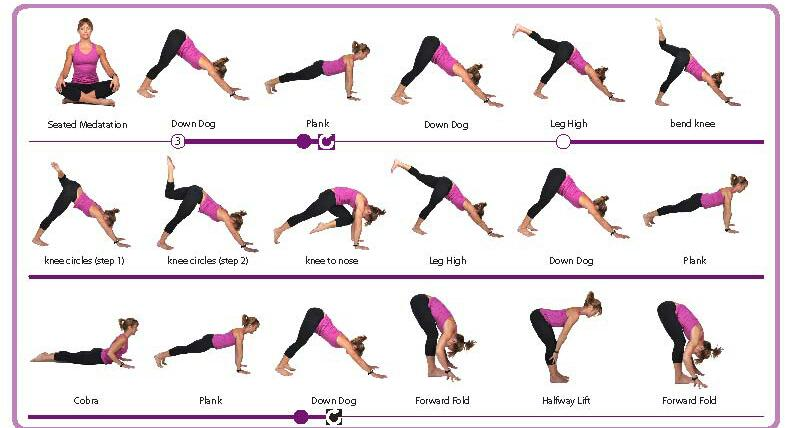 Seated Medatation
Down Dog
Plank
Down Dog
Leg High
bend knee
3
knee circles (step 1)
knee circles (step 2)
knee to nose
Leg High
Down Dog
Plank
Cobra
Plank
Down Dog
Forward Fold
Halfway Lift
Forward Fold